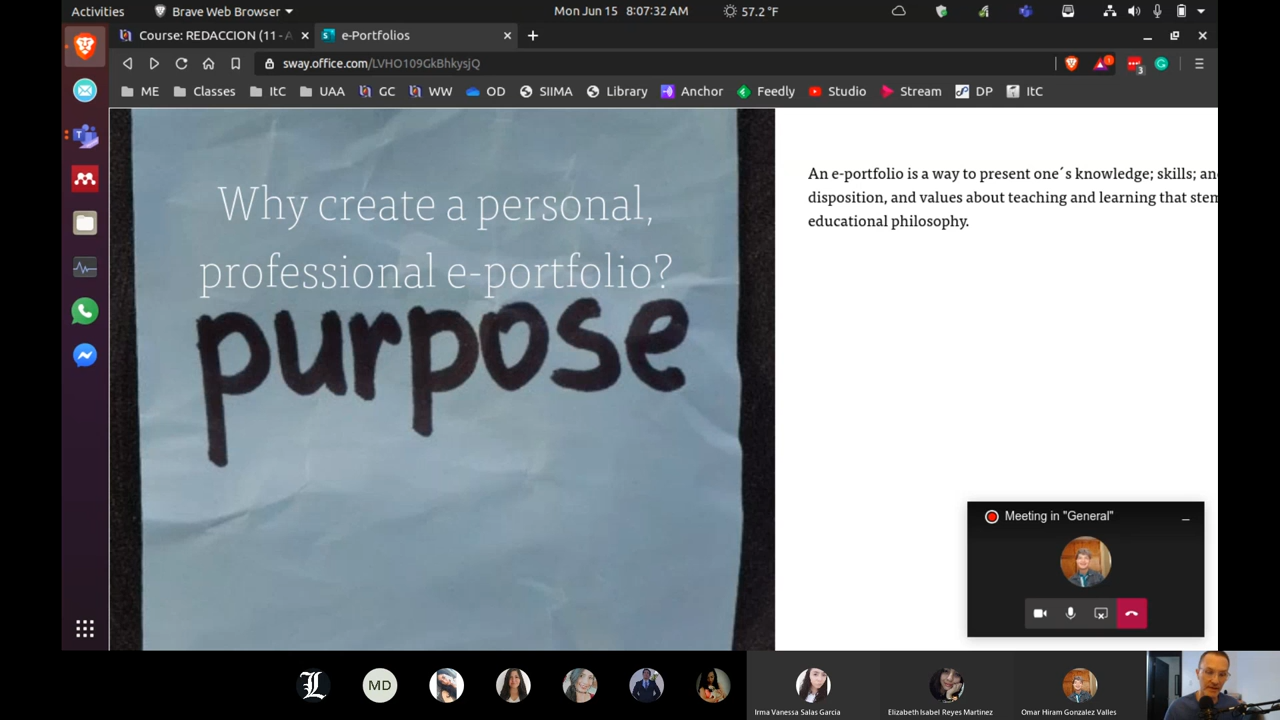 Activities
Brave Web Browser
Mon Jun 15 8:07:32 AM
57.2 °F
Course: REDACCION (11 - A
e-Portfolios
sway.office.com/LVHO109GkBhkysjQ
1
3
ME
Classes
ItC
UAA
GC
WW
OD
SIIMA
Library
Anchor
Feedly
Studio
Stream
DP
ItC
Why create a personal,
professional e-portfolio?
purpose
An e-portfolio is a way to present one´s knowledge; skills; an
disposition, and values about teaching and learning that stem
educational philosophy.
Meeting in "General"
L
MD
Irma Vanessa Salas Garcia
Elizabeth Isabel Reyes Martinez
Omar Hiram Gonzalez Valles